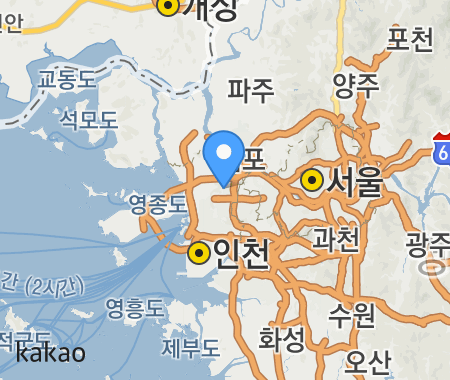 개성
포천
교동도
파주
양주
석모도
포
6
서울
영종도
과천
광주
인천
(2시간)
영흥도
수원
화성
제부도
kakao
오산